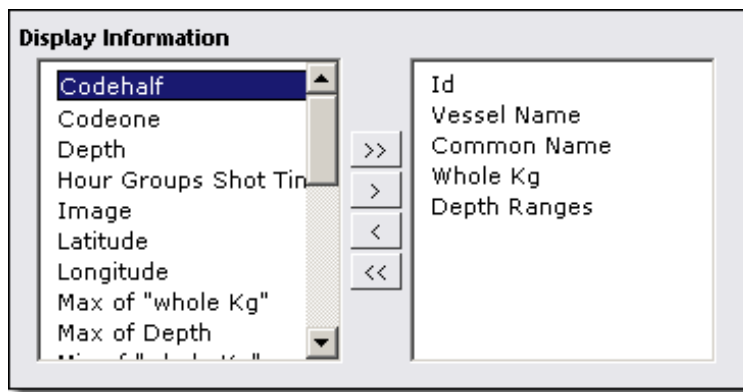 Display Information
Codehalf
Codeone
Depth
Hour Groups Shot Tin
Image
Latitude
Longitude
Max of "whole Kg"
Max of Depth
>>
>
<
<<
Id
Vessel Name
Common Name
Whole Kg
Depth Ranges